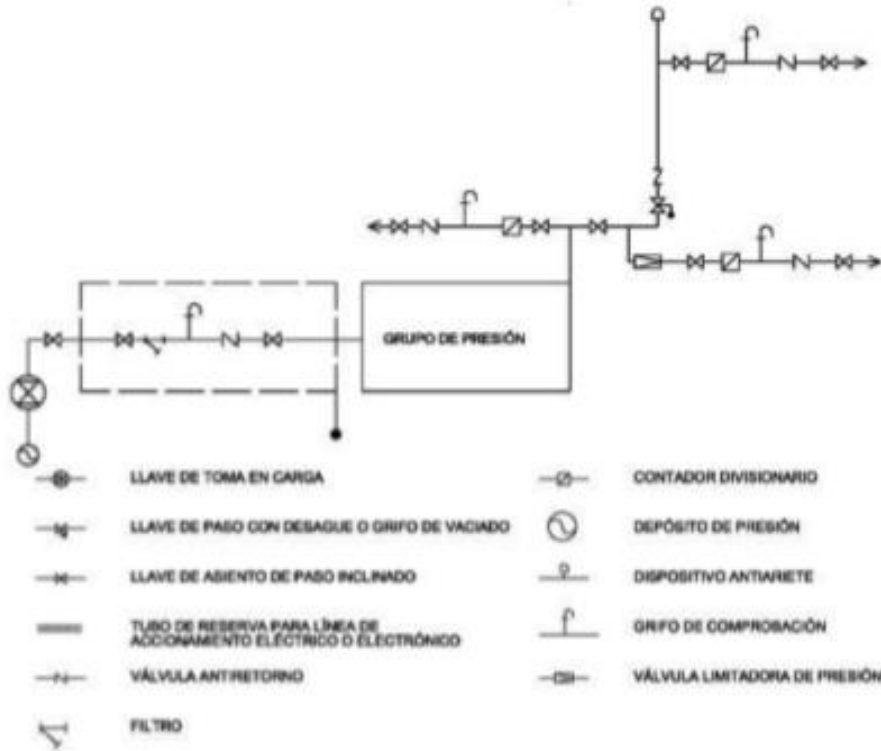 GRUPO DE PRESIÓN
LLAVE DE TOMA EN CARGA
CONTADOR DIVISIONARIO
LLAVE DE PASO CON DESAGUE O GRIFO DE VACIADO
DEPÓSITO DE PRESIÓN
LLAVE DE ASIENTO DE PASO INCLINADO
DISPOSITIVO ANTIARIETE
TUBO DE RESERVA PARA LÍNEA DE
ACCIONAMIENTO ELÉCTRICO O ELECTRÓNICO
GRIFO DE COMPROBACIÓN
VÁLVULA ANTIRETORNO
VÁLVULA LIMITADORA DE PRESIÓN
FILTRO